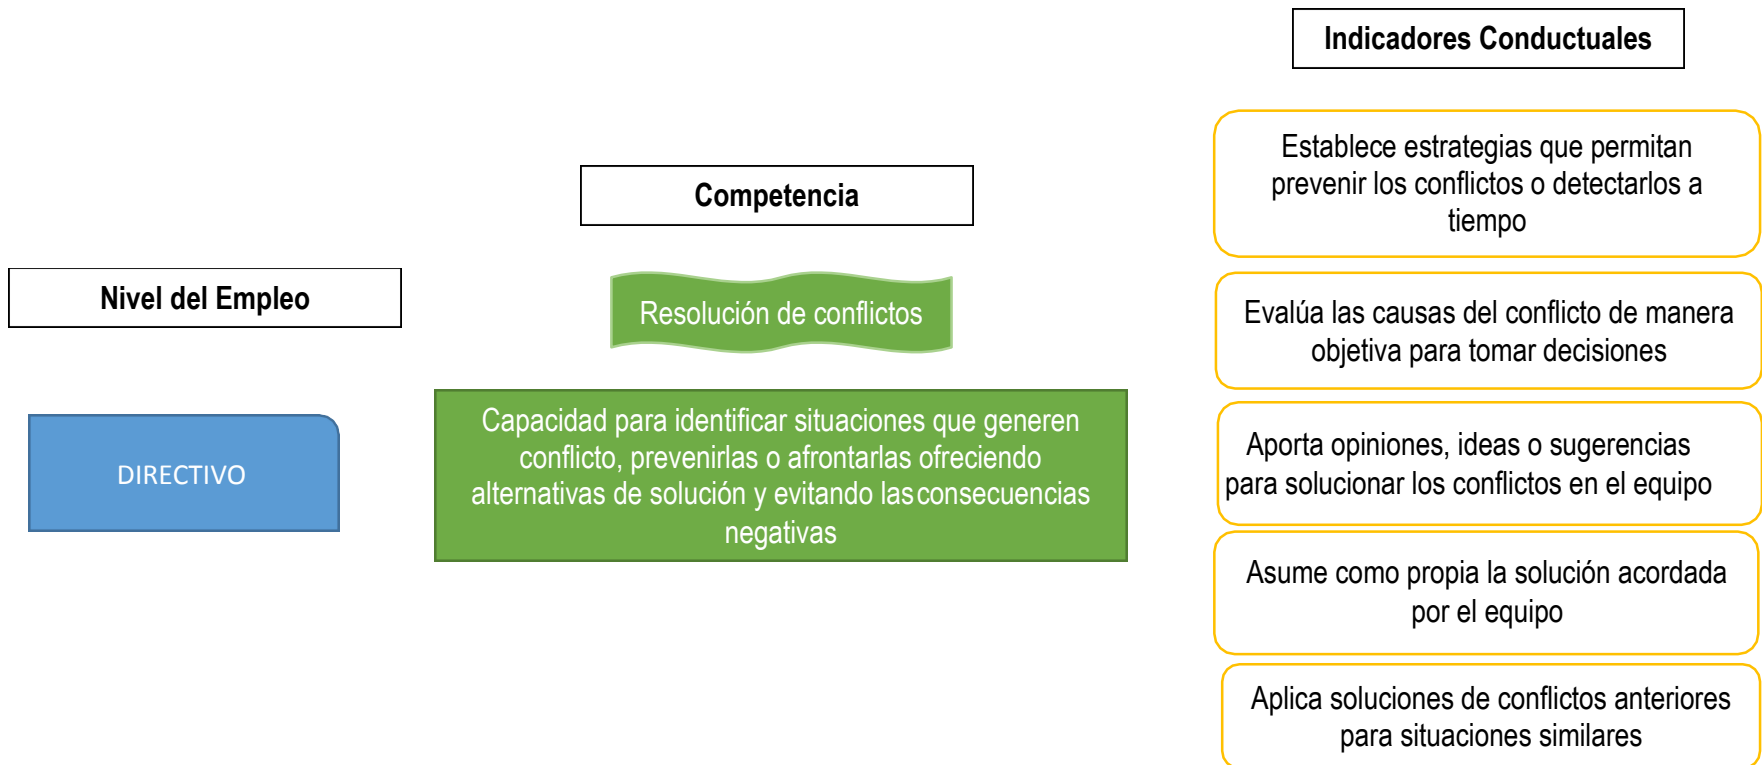 Nivel del Empleo
DIRECTIVO
Competencia
Resolución de conflictos
Capacidad para identificar situaciones que generen
conflicto, prevenirlas o afrontarlas ofreciendo
alternativas de solución y evitando las consecuencias
negativas
Indicadores Conductuales
Establece estrategias que permitan
prevenir los conflictos o detectarlos a
tiempo
Evalúa las causas del conflicto de manera
objetiva para tomar decisiones
Aporta opiniones, ideas o sugerencias
para solucionar los conflictos en el equipo
Asume como propia la solución acordada
por el equipo
Aplica soluciones de conflictos anteriores
para situaciones similares